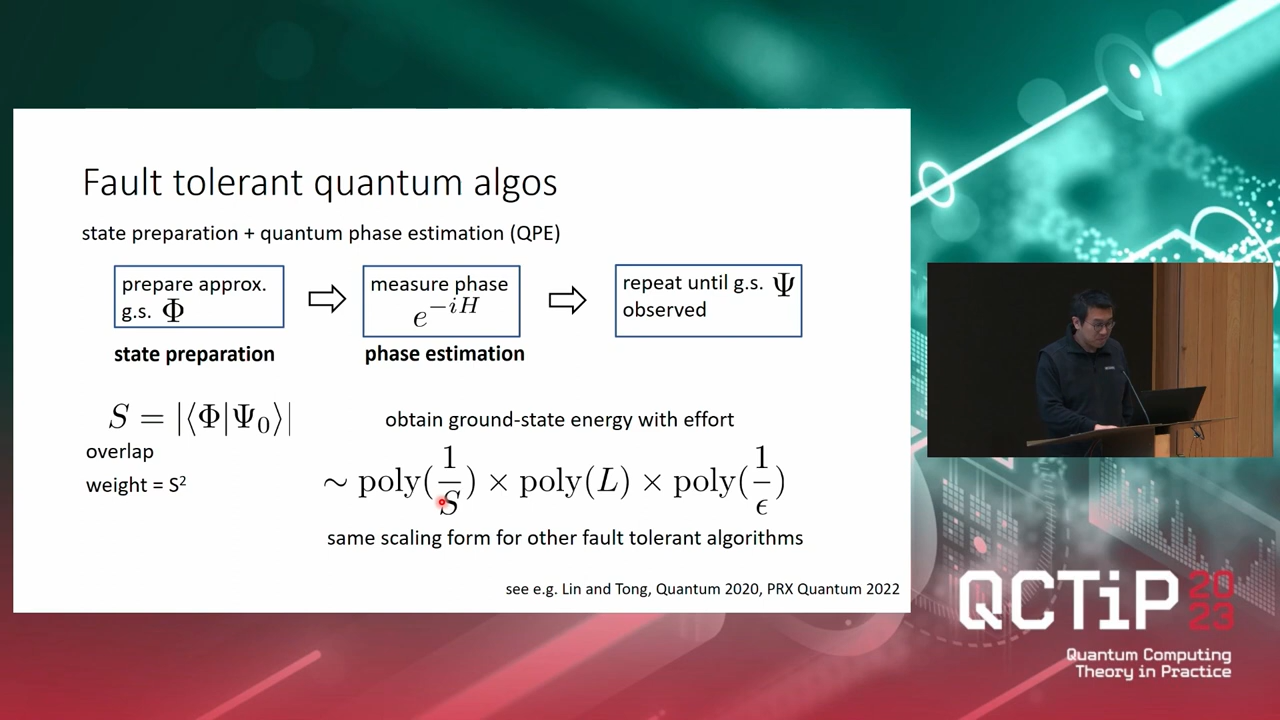 Fault tolerant quantum algos
state preparation + quantum phase estimation (QPE)
prepare approx.
g.s. Φ
measure phase
e^{-iH}
repeat until g.s. Ψ
observed
state preparation
phase estimation
S = |⟨Φ|Ψ₀⟩|
overlap
weight = S²
obtain ground-state energy with effort
∼ poly(1/S) × poly(L) × poly(1/ϵ)
same scaling form for other fault tolerant algorithms
see e.g. Lin and Tong, Quantum 2020, PRX Quantum 2022
QCTiP 2023
Quantum Computing
Theory in Practice